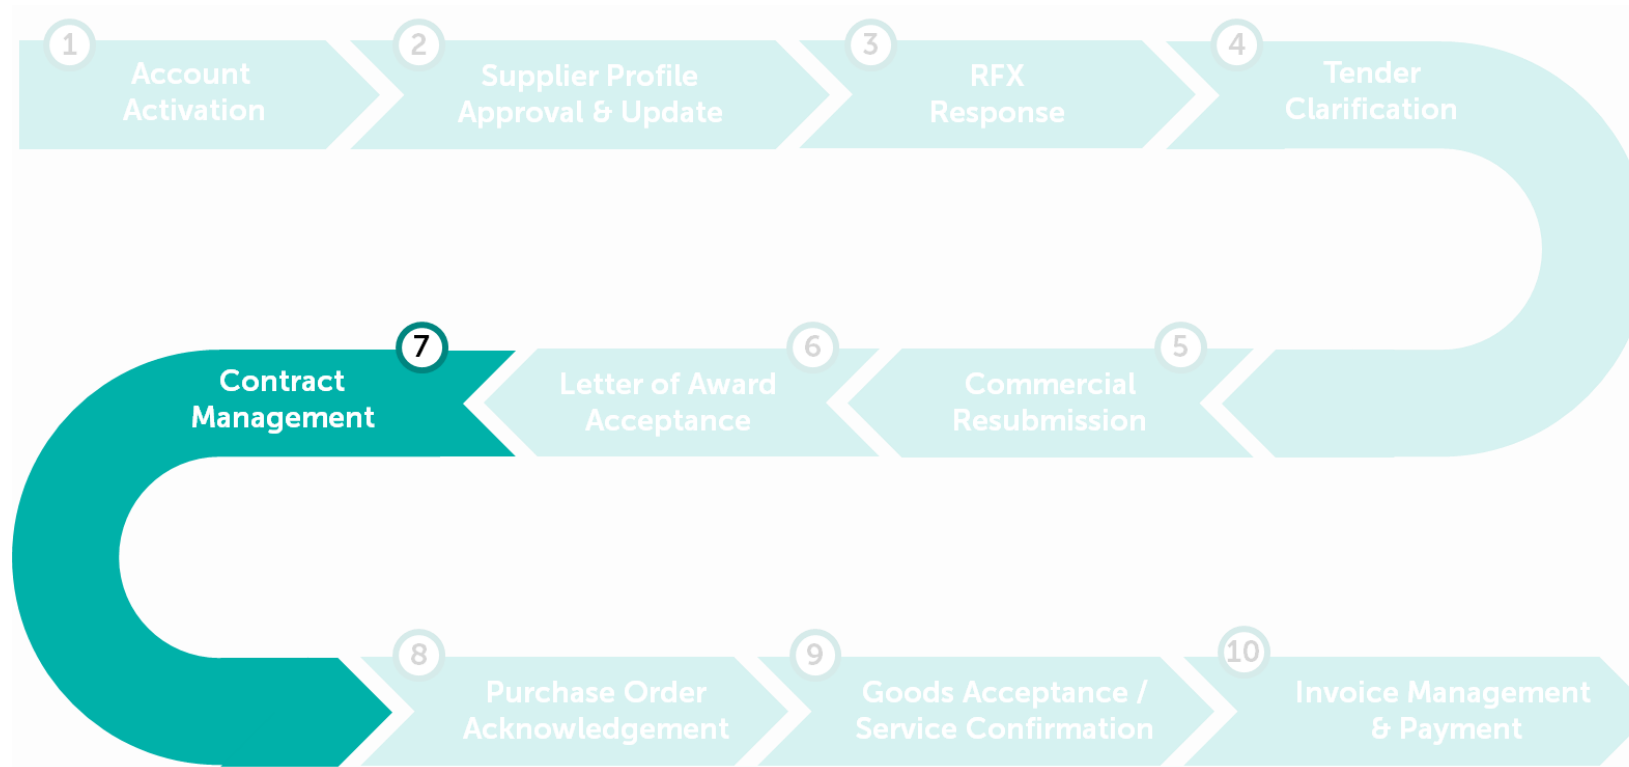 1
Account
Activation
2
Supplier Profile
Approval & Update
3
RFX
Response
4
Tender
Clarification
5
Commercial
Resubmission
6
Letter of Award
Acceptance
7
Contract
Management
8
Purchase Order
Acknowledgement
9
Goods Acceptance /
Service Confirmation
10
Invoice Management
& Payment